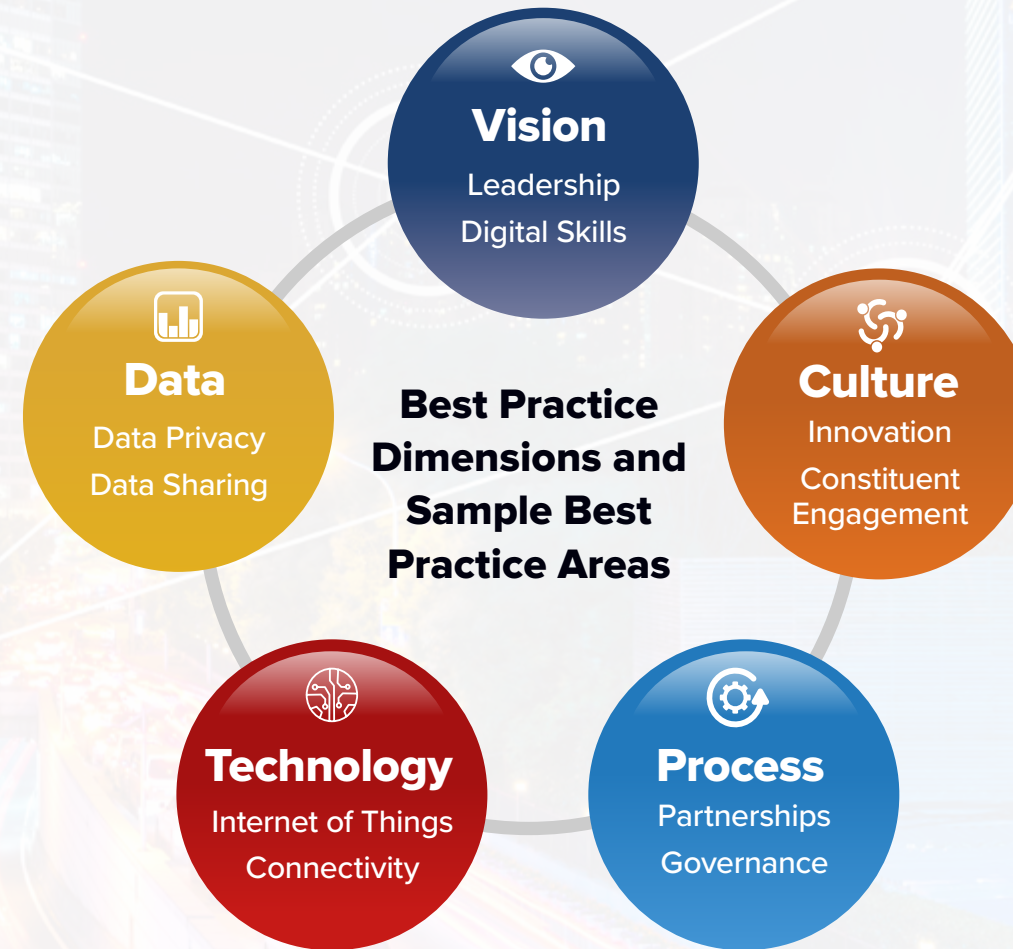 Vision
Leadership
Digital Skills
Culture
Innovation
Constituent
Engagement
Process
Partnerships
Governance
Technology
Internet of Things
Connectivity
Data
Data Privacy
Data Sharing
Best Practice
Dimensions and
Sample Best
Practice Areas